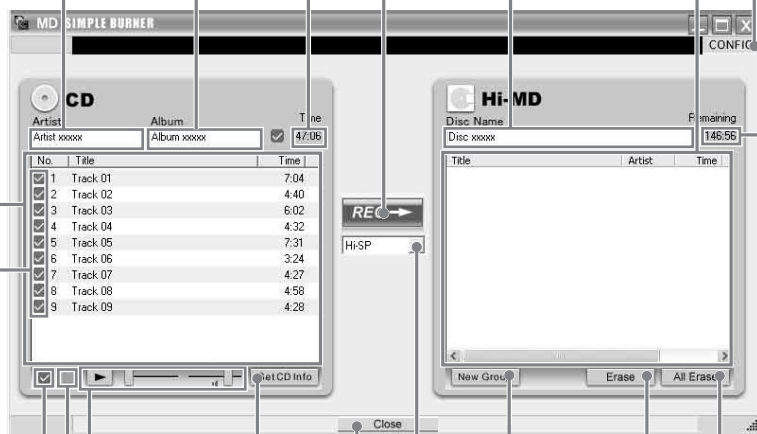 MD SIMPLE BURNER
CONFIG
CD
Hi-MD
Artist Album Time
Disc Name Remaining
Artist xxxxx Album xxxxx 47:06
Disc xxxxx 146:56
No. Title Time
Title Artist Time
1 Track 01 7:04
2 Track 02 4:40
3 Track 03 6:02
4 Track 04 4:32
5 Track 05 7:31
6 Track 06 3:24
7 Track 07 4:27
8 Track 08 4:58
9 Track 09 4:28
REC
Hi-SP
Get CD Info
New Group Erase All Erase
Close